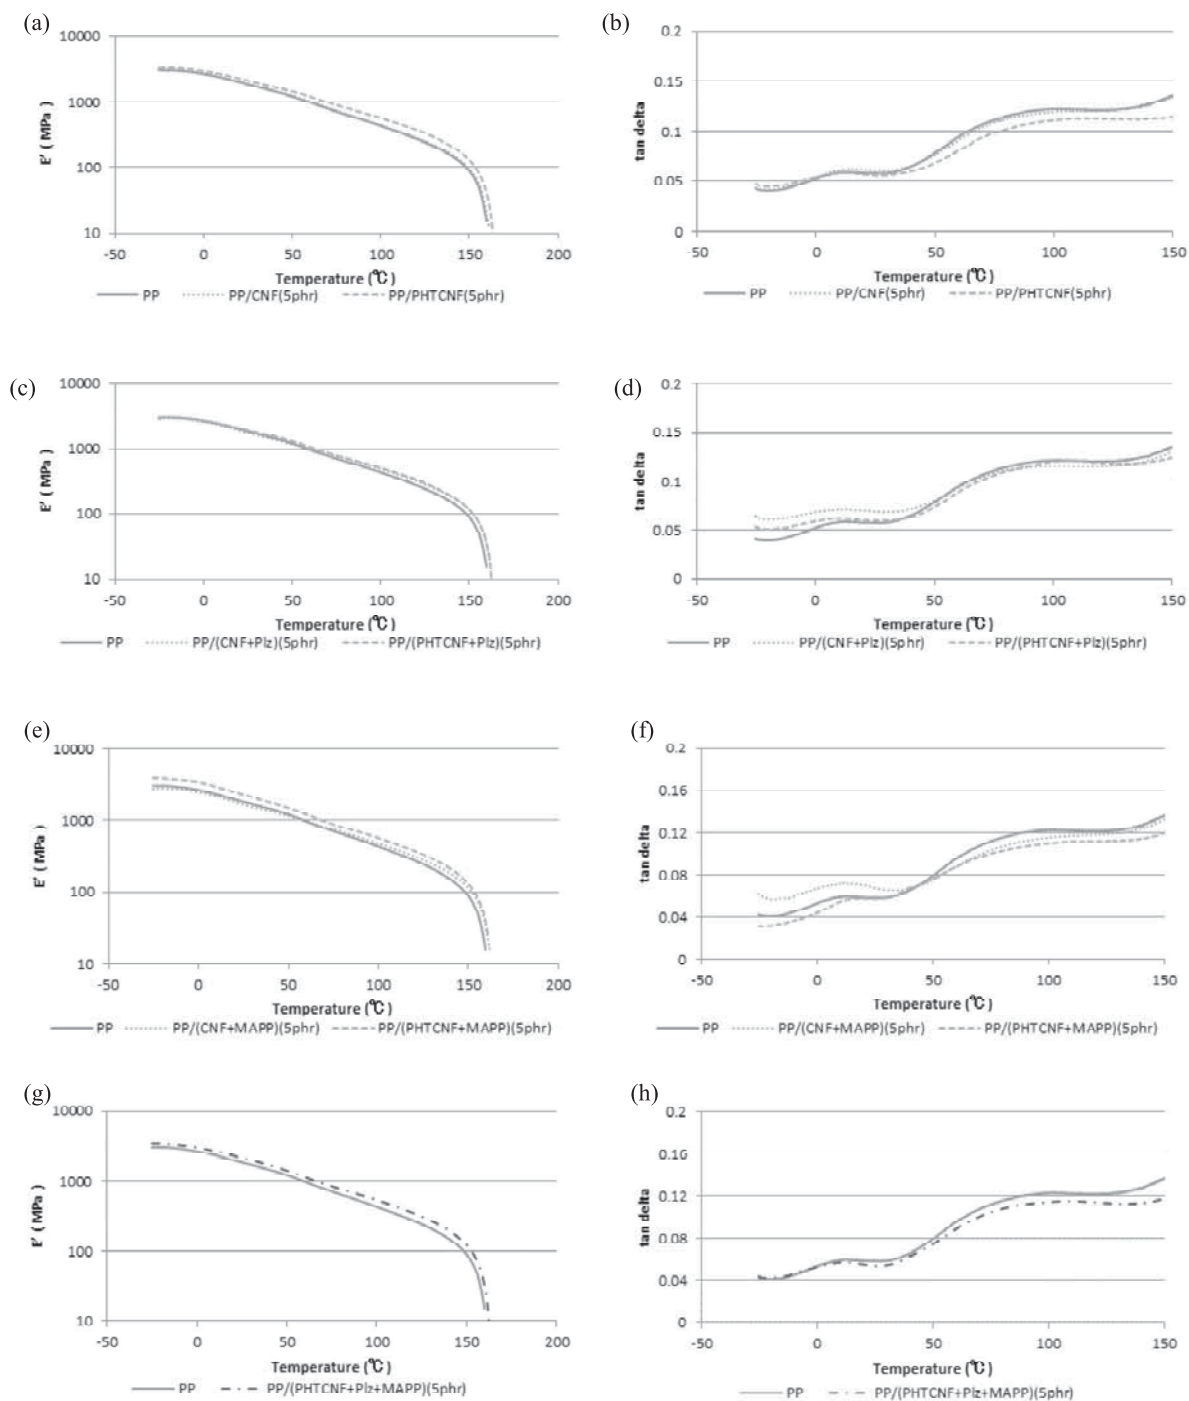 (a)
10000
1000
100
10
E' ( MPa)
-50 0 50 100 150 200
Temperature (℃)
PP PP/CNF(5phr) PP/PHTCNF(5phr)
(b)
0.2
0.15
0.1
0.05
0
tan delta
-50 0 50 100 150
Temperature (℃)
PP PP/CNF(5phr) PP/PHTCNF(5phr)
(c)
10000
1000
100
10
E' ( MPa)
-50 0 50 100 150 200
Temperature (℃)
PP PP/(CNF+Plz)(5phr) PP/(PHTCNF+Plz)(5phr)
(d)
0.2
0.15
0.1
0.05
0
tan delta
-50 0 50 100 150
Temperature (℃)
PP PP/(CNF+Plz)(5phr) PP/(PHTCNF+Plz)(5phr)
(e)
10000
1000
100
10
E' ( MPa )
-50 0 50 100 150 200
Temperature (℃)
PP PP/(CNF+MAPP)(5phr) PP/(PHTCNF+MAPP)(5phr)
(f)
0.2
0.16
0.12
0.08
0.04
0
tan delta
-50 0 50 100 150
Temperature (℃)
PP PP/(CNF+MAPP)(5phr) PP/(PHTCNF+MAPP)(5phr)
(g)
10000
1000
100
10
E' ( MPa)
-50 0 50 100 150 200
Temperature (℃)
PP PP/(PHTCNF+Plz+MAPP)(5phr)
(h)
0.2
0.16
0.12
0.08
0.04
0
tan delta
-50 0 50 100 150
Temperature (℃)
PP PP/(PHTCNF+Plz+MAPP)(5phr)